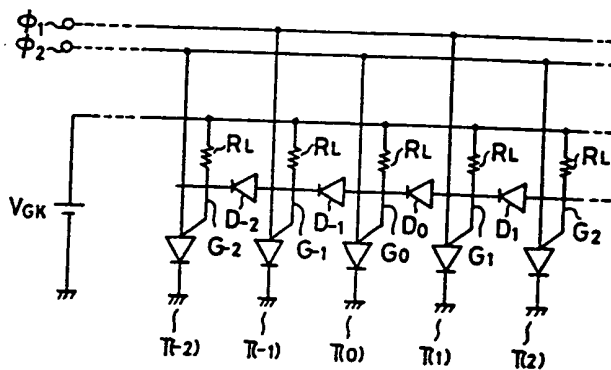 ϕ1
ϕ2
RL RL RL RL RL
VGK
D-2 D-1 D0 D1
G-2 G-1 G0 G1 G2
T(-2) T(-1) T(0) T(1) T(2)